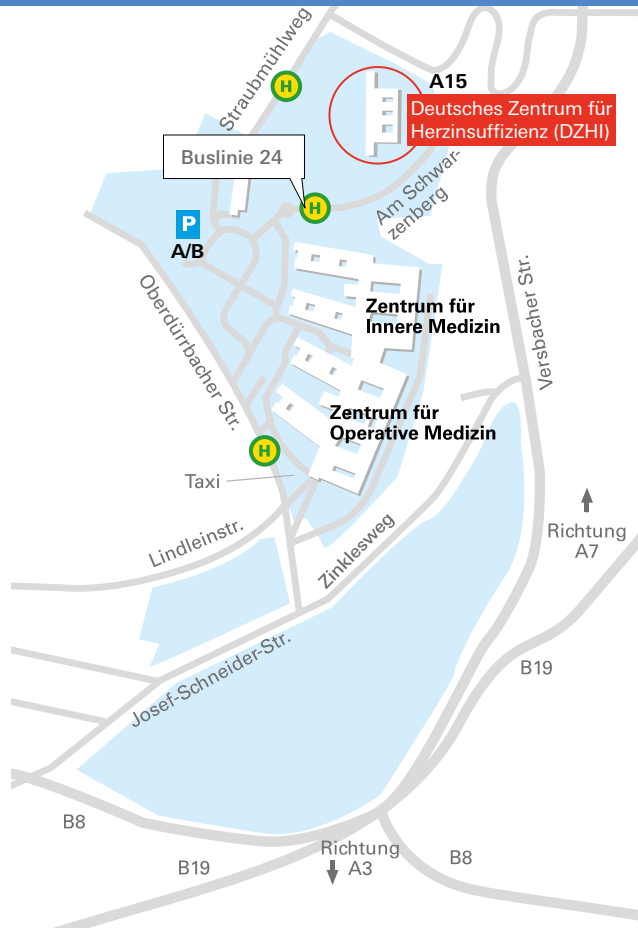 Straubmühlweg
H
A15
Deutsches Zentrum für
Herzinsuffizienz (DZHI)
Buslinie 24
H
Am Schwar-
zenberg
P
A/B
Oberdürrbacher Str.
Versbacher Str.
Zentrum für
Innere Medizin
Zentrum für
Operative Medizin
H
Taxi
Lindleinstr.
Zinklesweg
Richtung
A7
Josef-Schneider-Str.
B19
B8
B19
Richtung
A3
B8